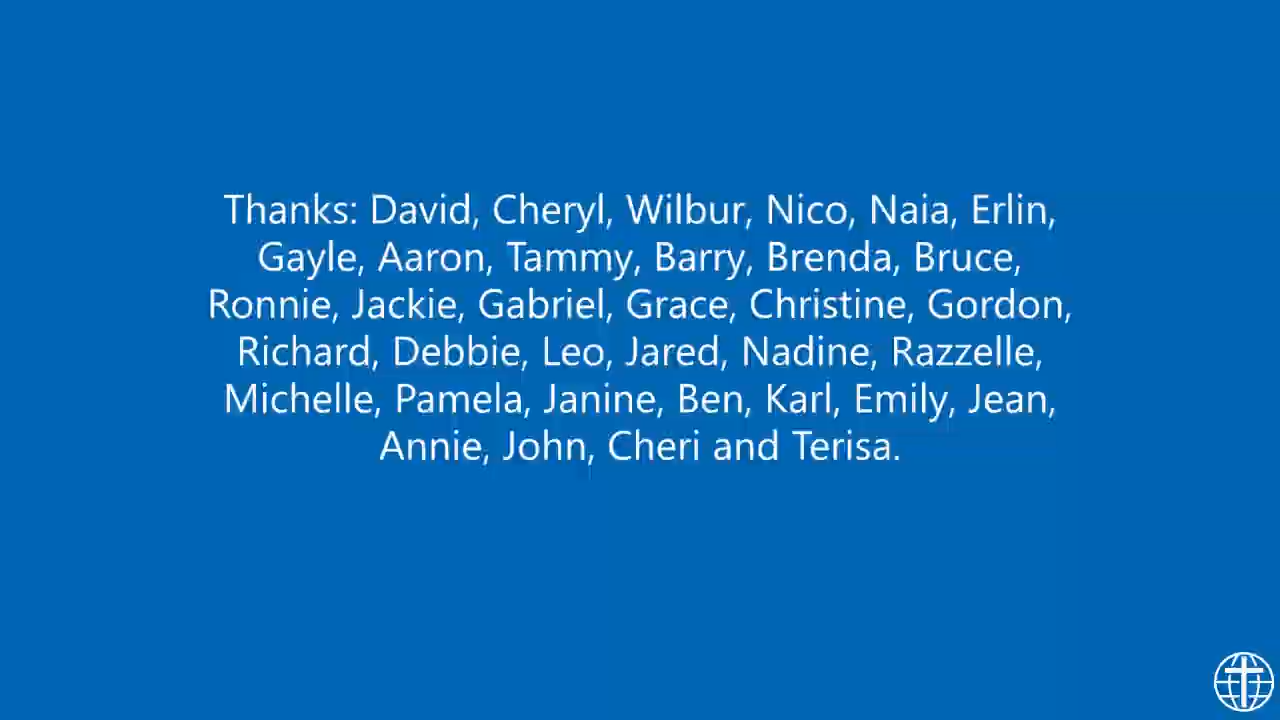 Thanks: David, Cheryl, Wilbur, Nico, Naia, Erlin,
Gayle, Aaron, Tammy, Barry, Brenda, Bruce,
Ronnie, Jackie, Gabriel, Grace, Christine, Gordon,
Richard, Debbie, Leo, Jared, Nadine, Razzelle,
Michelle, Pamela, Janine, Ben, Karl, Emily, Jean,
Annie, John, Cheri and Terisa.